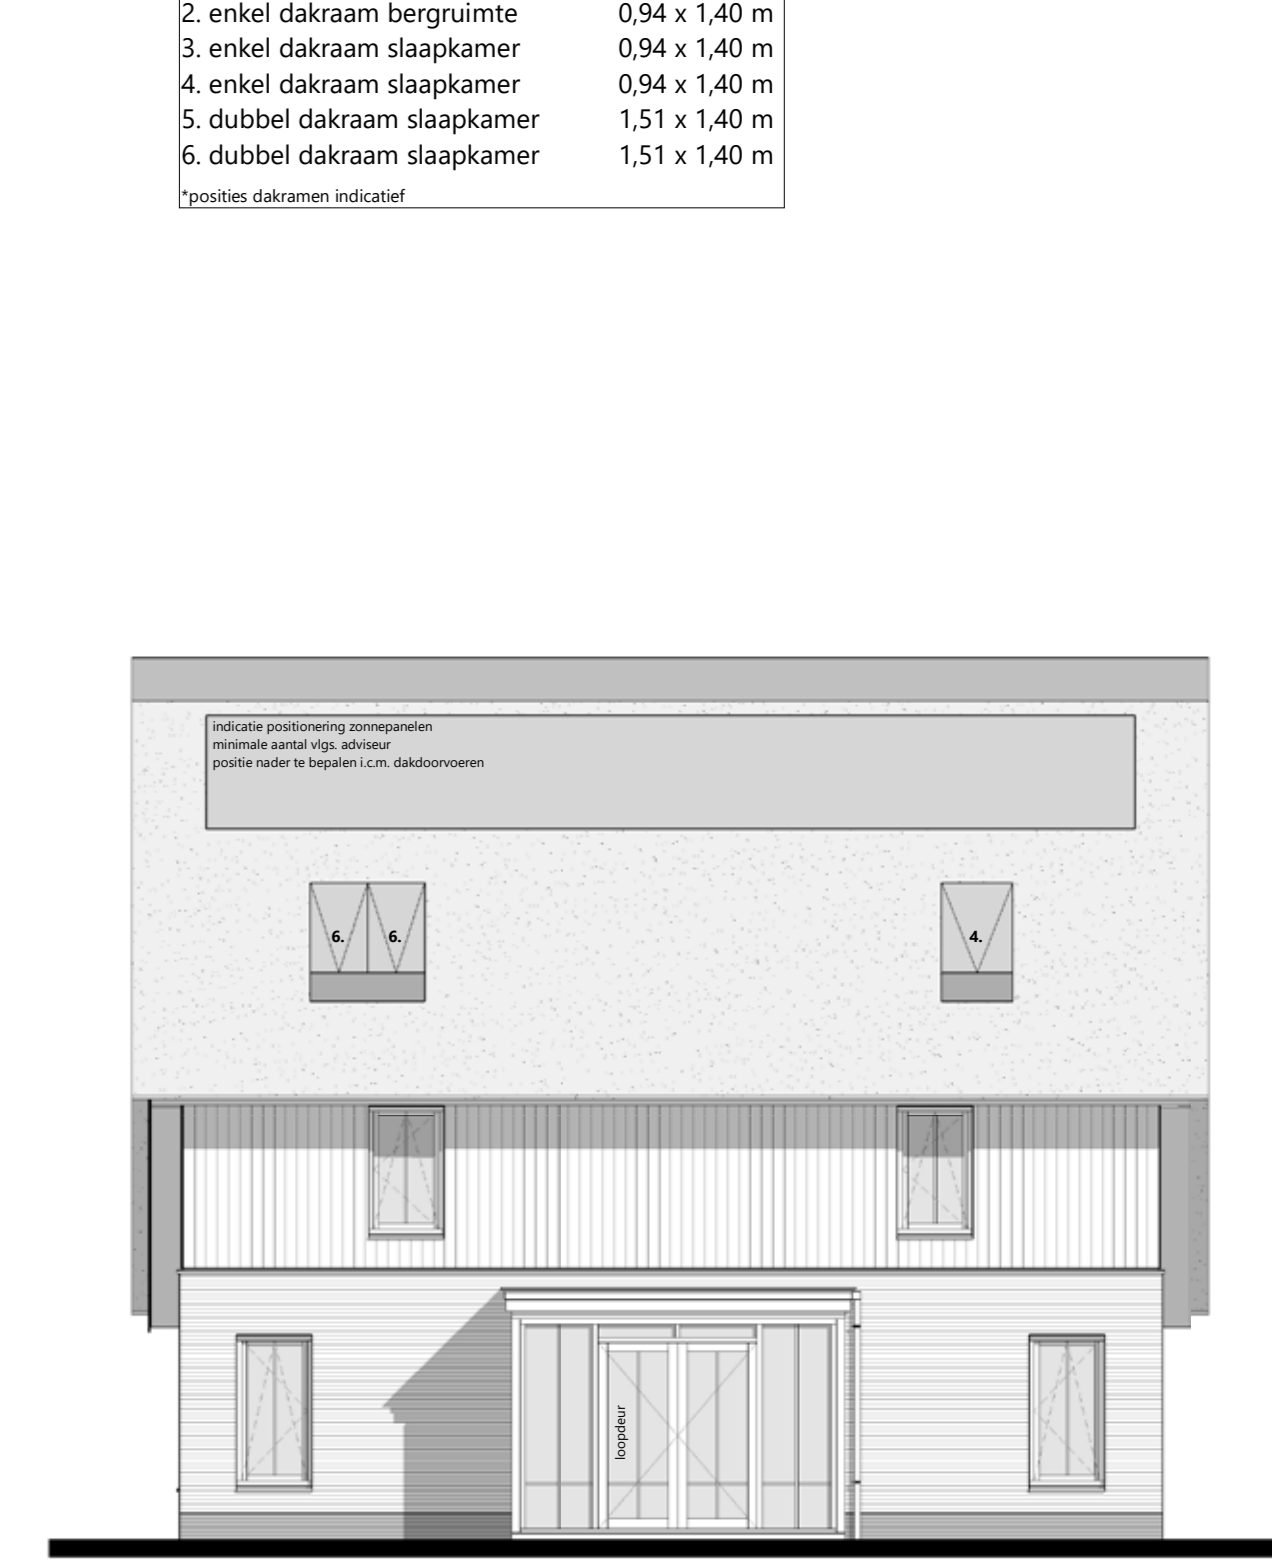 2. enkel dakraam bergruimte 0,94 x 1,40 m
3. enkel dakraam slaapkamer 0,94 x 1,40 m
4. enkel dakraam slaapkamer 0,94 x 1,40 m
5. dubbel dakraam slaapkamer 1,51 x 1,40 m
6. dubbel dakraam slaapkamer 1,51 x 1,40 m
*posities dakramen indicatief
indicatie positionering zonnepanelen
minimale aantal vlgs. adviseur
positie nader te bepalen i.c.m. dakdoorvoeren
6. 6. 4.
loopdeur